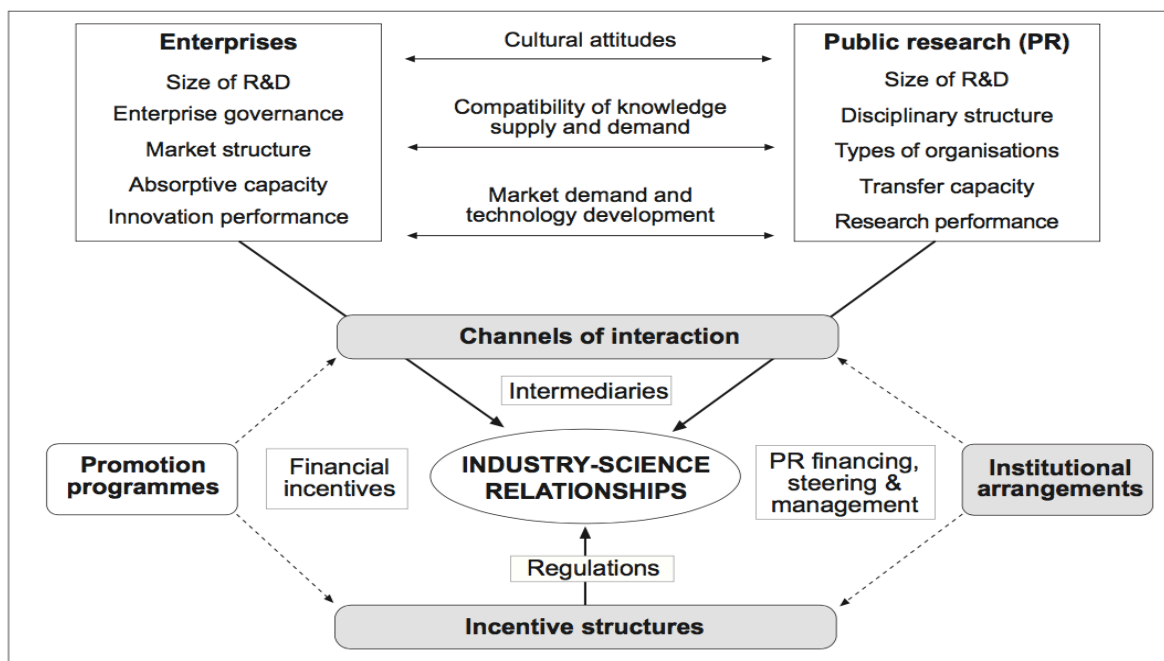 Enterprises
Size of R&D
Enterprise governance
Market structure
Absorptive capacity
Innovation performance
Cultural attitudes
Compatibility of knowledge
supply and demand
Market demand and
technology development
Public research (PR)
Size of R&D
Disciplinary structure
Types of organisations
Transfer capacity
Research performance
Channels of interaction
Intermediaries
Promotion
programmes
Financial
incentives
INDUSTRY-SCIENCE
RELATIONSHIPS
PR financing,
steering &
management
Institutional
arrangements
Regulations
Incentive structures